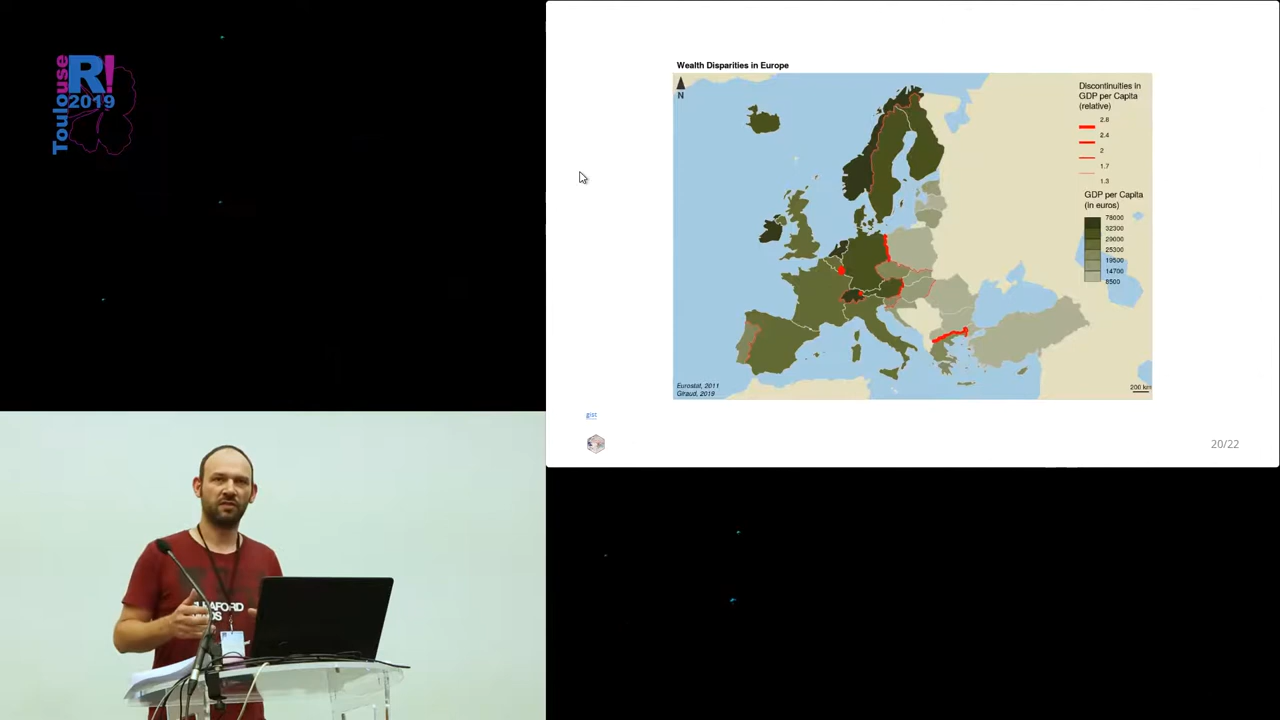 Toulouse
R!
2019
Wealth Disparities in Europe
N
Discontinuities in
GDP per Capita
(relative)
2.8
2.4
2
1.7
1.3
GDP per Capita
(in euros)
78000
32300
29000
25300
19500
14700
8500
Eurostat, 2011
Giraud, 2019
200 km
gist
20/22